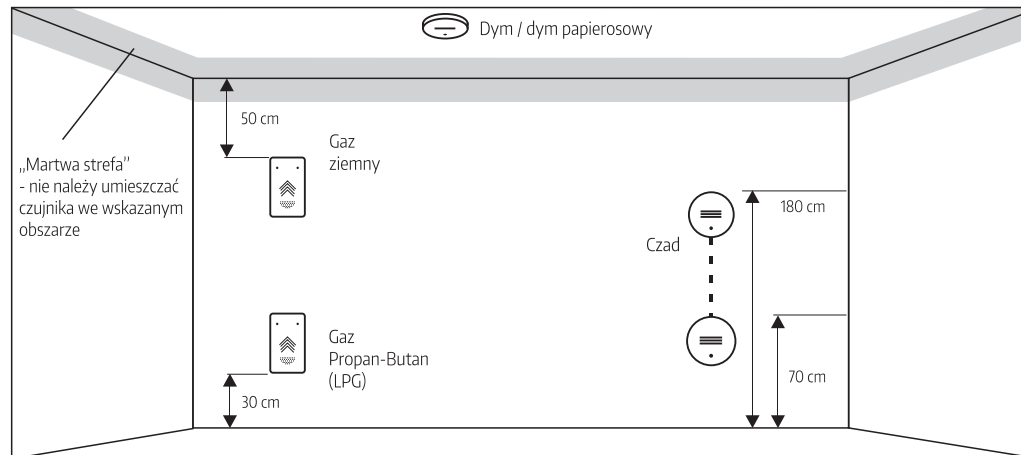 Dym / dym papierosowy
50 cm
Gaz
ziemny
„Martwa strefa”
- nie należy umieszczać
czujnika we wskazanym
obszarze
180 cm
Czad
Gaz
Propan-Butan
(LPG)
70 cm
30 cm